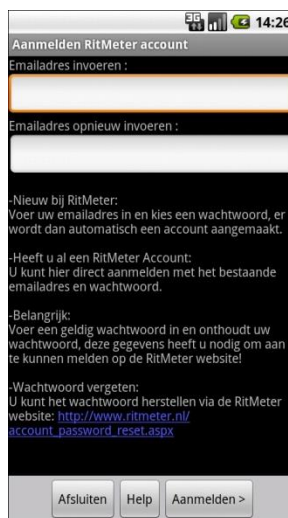 3G 14:26
Aanmelden RitMeter account
Emailadres invoeren :
Emailadres opnieuw invoeren :
-Nieuw bij RitMeter:
Voer uw emailadres in en kies een wachtwoord, er
wordt dan automatisch een account aangemaakt.
-Heeft u al een RitMeter Account:
U kunt hier direct aanmelden met het bestaande
emailadres en wachtwoord.
-Belangrijk:
Voer een geldig wachtwoord in en onthoudt uw
wachtwoord, deze gegevens heeft u nodig om aan
te kunnen melden op de RitMeter website!
-Wachtwoord vergeten:
U kunt het wachtwoord herstellen via de RitMeter
website: http://www.ritmeter.nl/
account_password_reset.aspx
Afsluiten Help Aanmelden >